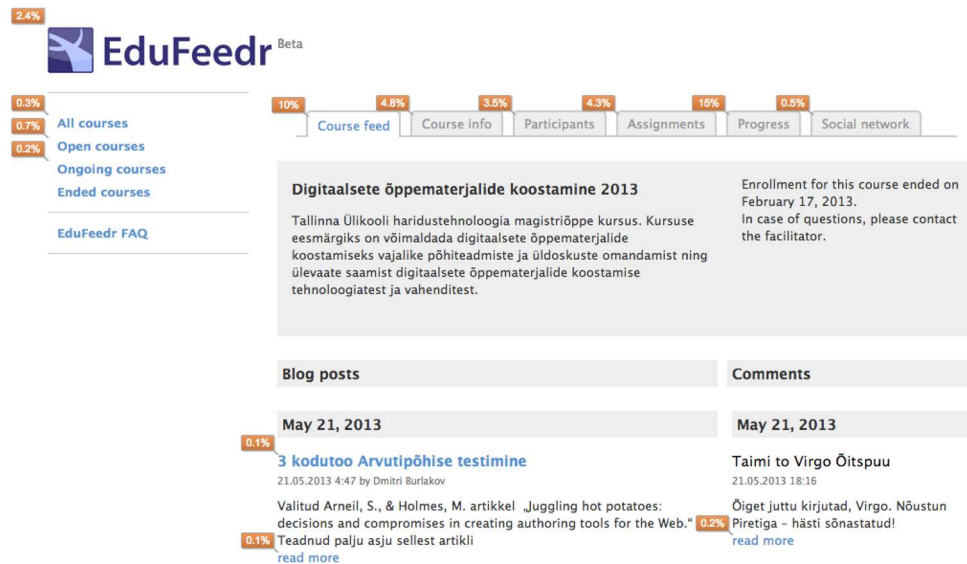 2.4%
EduFeedr Beta
0.3%
All courses
0.7%
Open courses
0.2%
Ongoing courses
Ended courses
EduFeedr FAQ
10% 4.8% 3.5% 4.3% 15% 0.5%
Course feed Course info Participants Assignments Progress Social network
Digitaalsete õppematerjalide koostamine 2013
Tallinna Ülikooli haridustehnoloogia magistriõppe kursus. Kursuse
eesmärgiks on võimaldada digitaalsete õppematerjalide
koostamiseks vajalike põhiteadmiste ja üldoskuste omandamist ning
ülevaate saamist digitaalsete õppematerjalide koostamise
tehnoloogiatest ja vahenditest.
Enrollment for this course ended on
February 17, 2013.
In case of questions, please contact
the facilitator.
Blog posts
May 21, 2013
0.1%
3 kodutoo Arvutipõhise testimine
21.05.2013 4:47 by Dmitri Burlakov
Valitud Arneil, S., & Holmes, M. artikkel „Juggling hot potatoes:
decisions and compromises in creating authoring tools for the Web.“
0.1%
Teadnud palju asju sellest artikli
read more
Comments
May 21, 2013
Taimi to Virgo Õitspuu
21.05.2013 18:16
Õiget juttu kirjutad, Virgo. Nõustun
0.2%
Piretiga – hästi sõnastatud!
read more